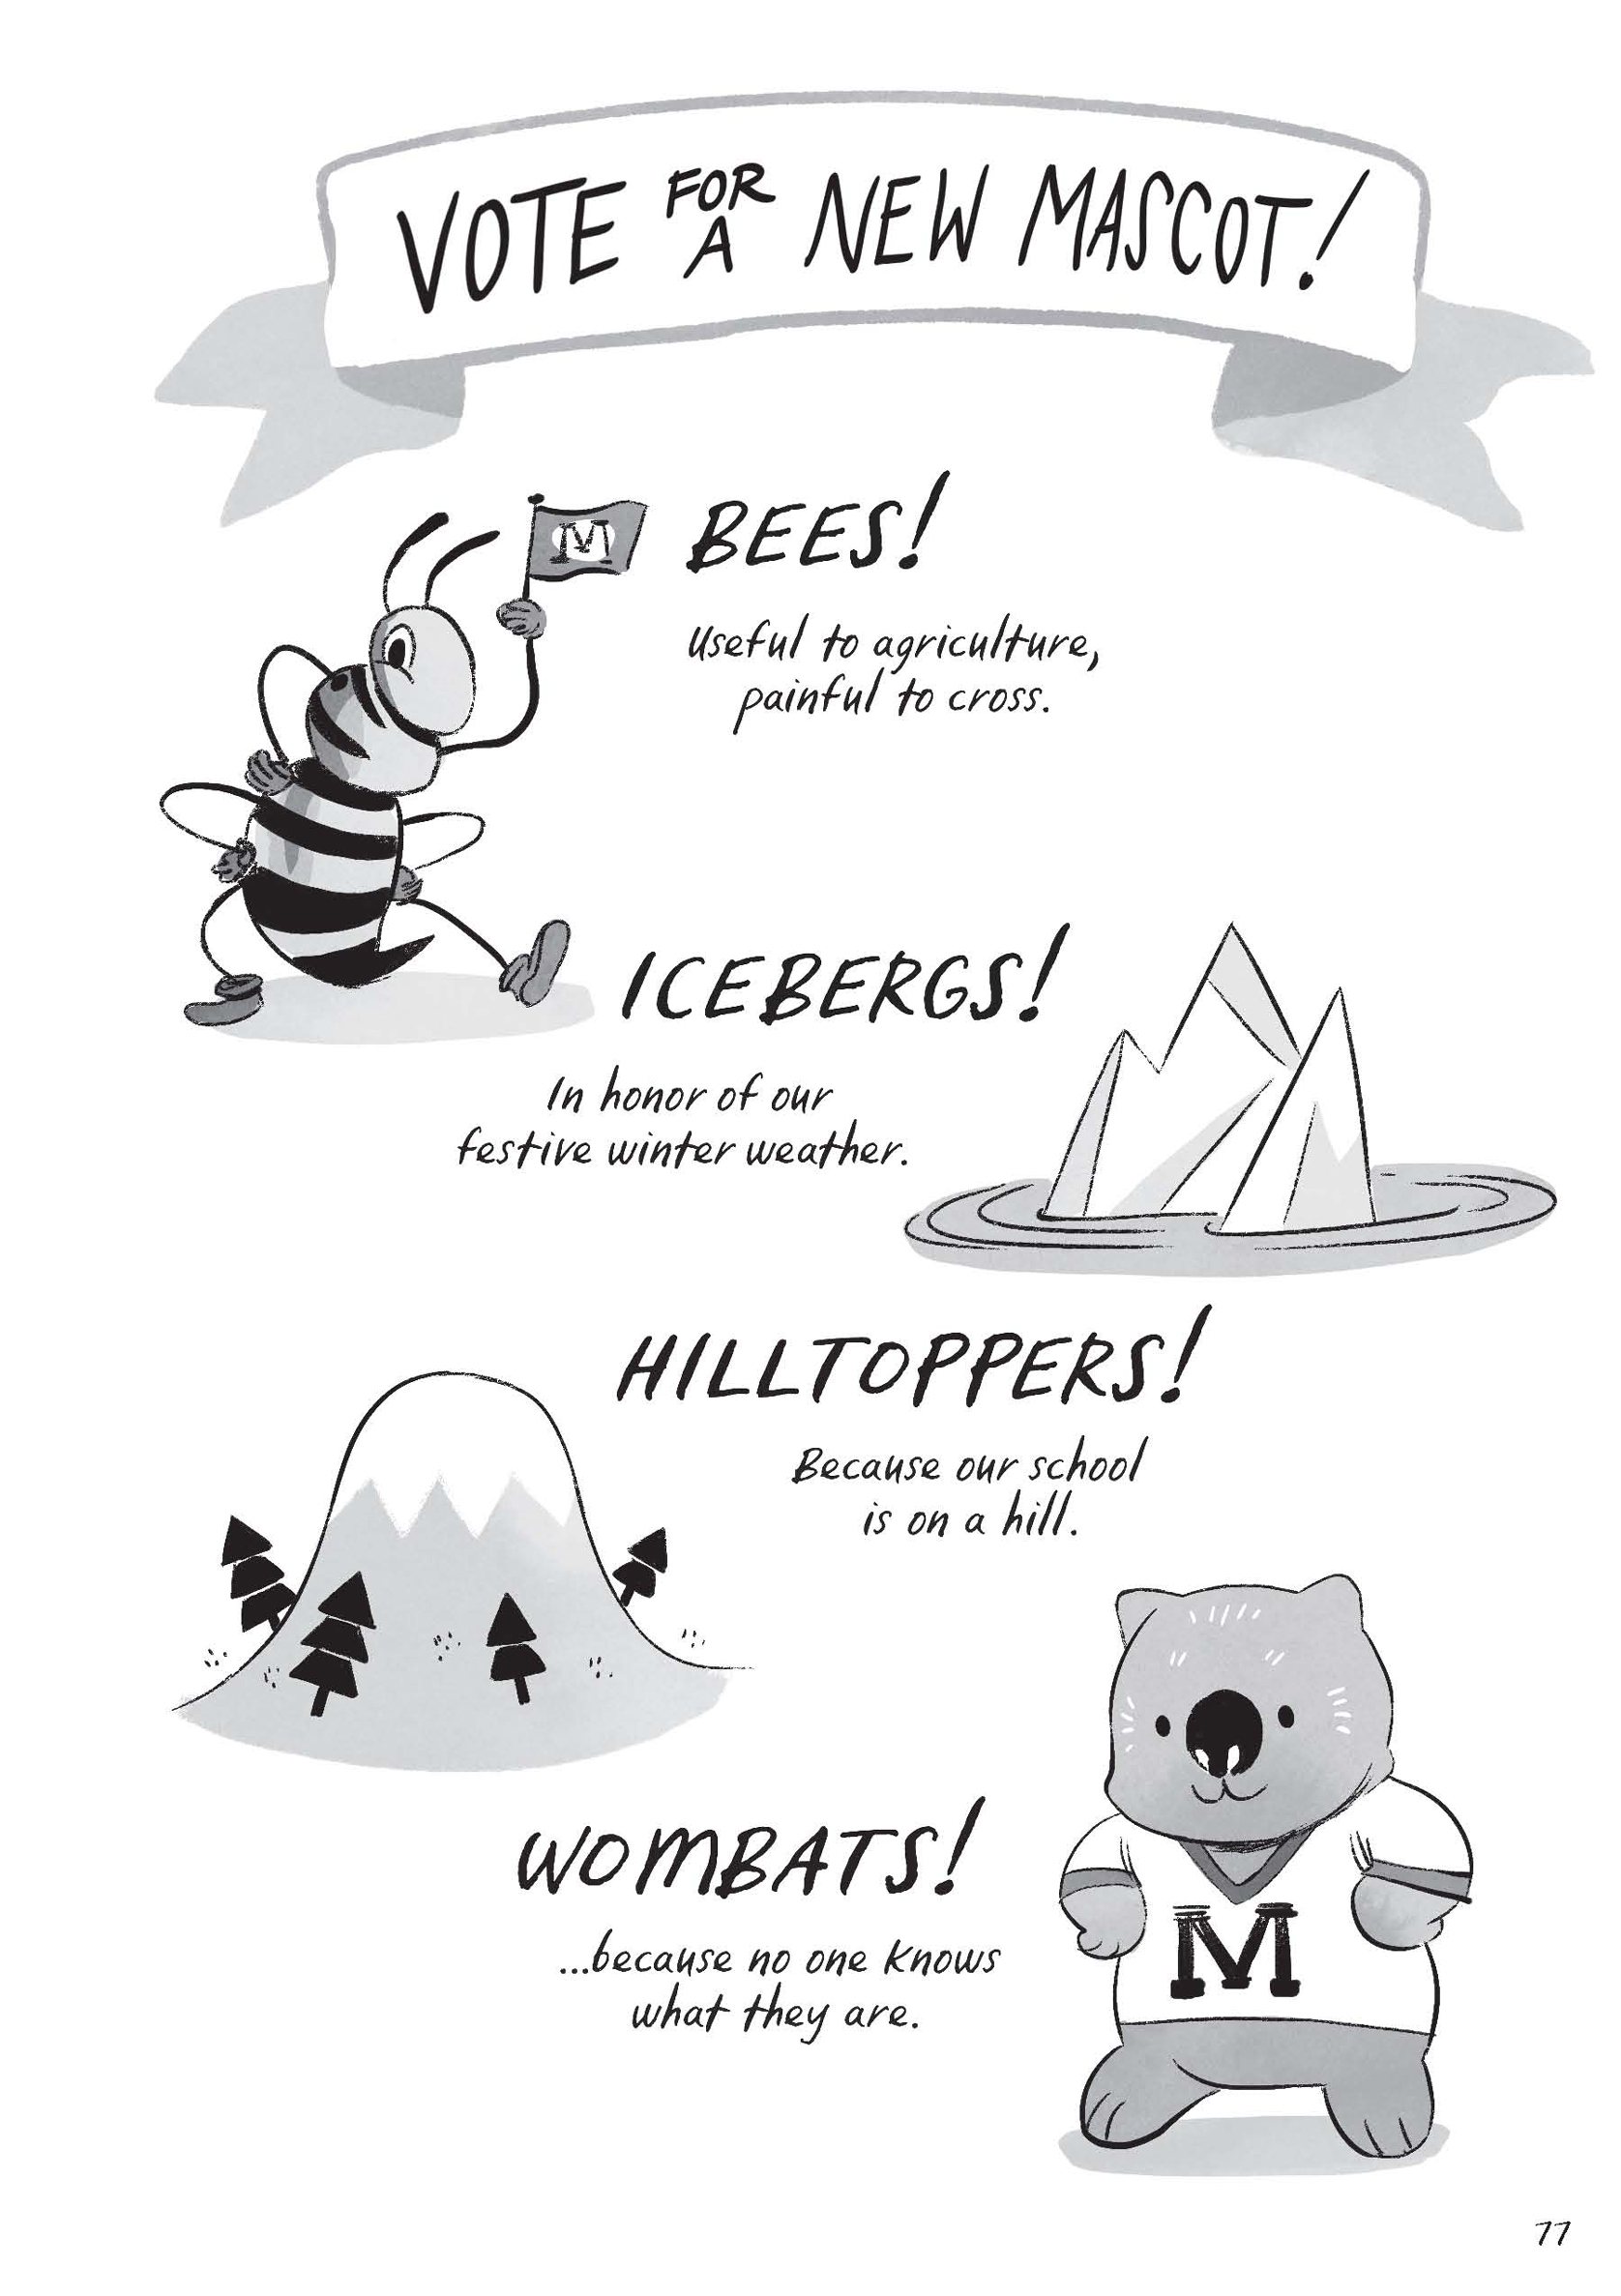 VOTE FOR A NEW MASCOT!
M
BEES!
Useful to agriculture,
painful to cross.
ICEBERGS!
In honor of our
festive winter weather.
HILLTOPPERS!
Because our school
is on a hill.
WOMBATS!
...because no one knows
what they are.
M
77